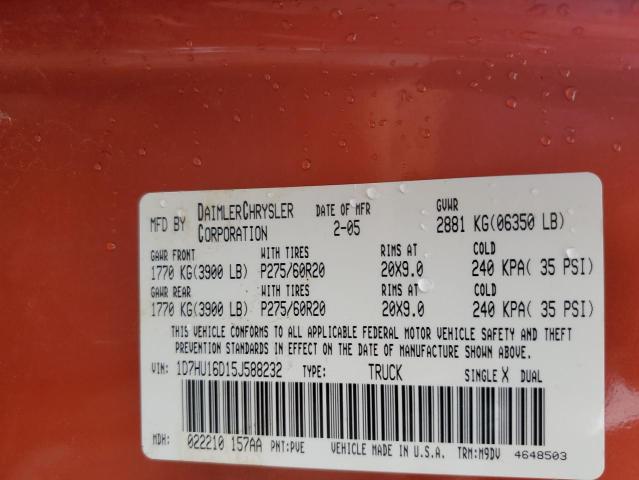 MFD BY DAIMLERCHRYSLER CORPORATION DATE OF MFR 2-05 GVWR 2881 KG(06350 LB)
GAWR FRONT WITH TIRES RIMS AT COLD
1770 KG(3900 LB) P275/60R20 20X9.0 240 KPA( 35 PSI)
GAWR REAR WITH TIRES RIMS AT COLD
1770 KG(3900 LB) P275/60R20 20X9.0 240 KPA( 35 PSI)
THIS VEHICLE CONFORMS TO ALL APPLICABLE FEDERAL MOTOR VEHICLE SAFETY AND THEFT
PREVENTION STANDARDS IN EFFECT ON THE DATE OF MANUFACTURE SHOWN ABOVE.
VIN: 1D7HU16D15J588232 TYPE: TRUCK SINGLE X DUAL
MDH: 022210 157AA PNT:PVE VEHICLE MADE IN U.S.A. TRM:M9DV 4648503